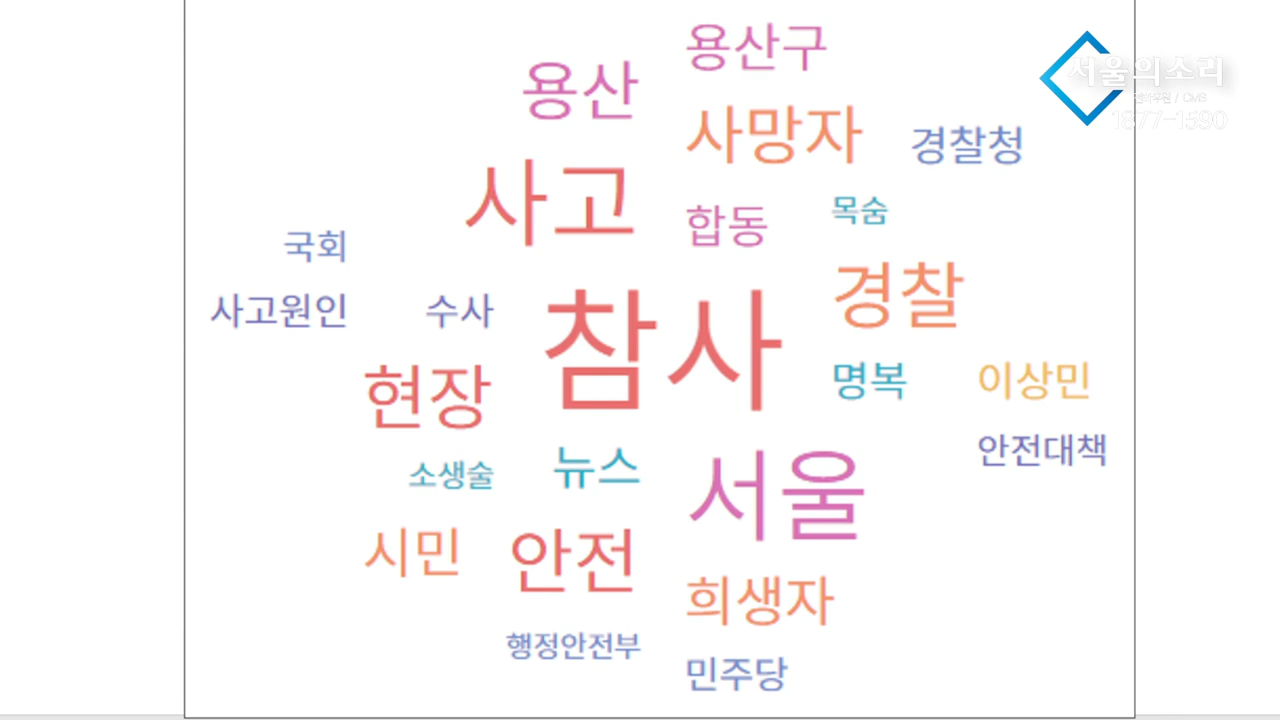 용산구
용산
서울의소리
사망자
경찰청
1877-1590
사고
합동
목숨
국회
경찰
사고원인
수사
참사
현장
명복
이상민
안전대책
소생술
뉴스
서울
시민
안전
희생자
행정안전부
민주당